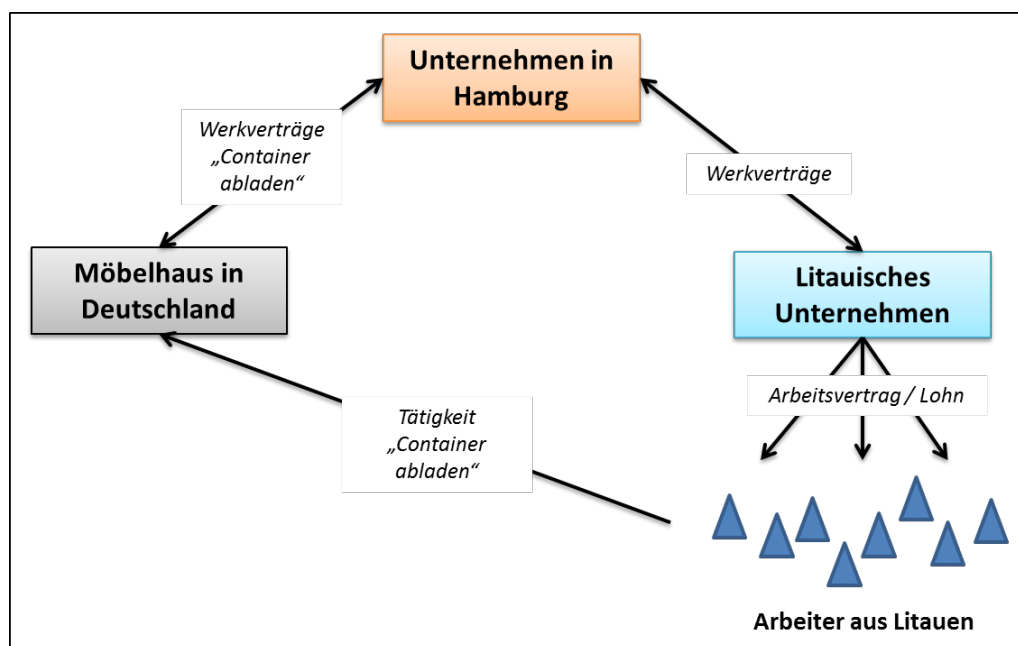 Unternehmen in
Hamburg
Werkverträge
„Container
abladen“
Werkverträge
Möbelhaus in
Deutschland
Litauisches
Unternehmen
Arbeitsvertrag / Lohn
Tätigkeit
„Container
abladen“
Arbeiter aus Litauen